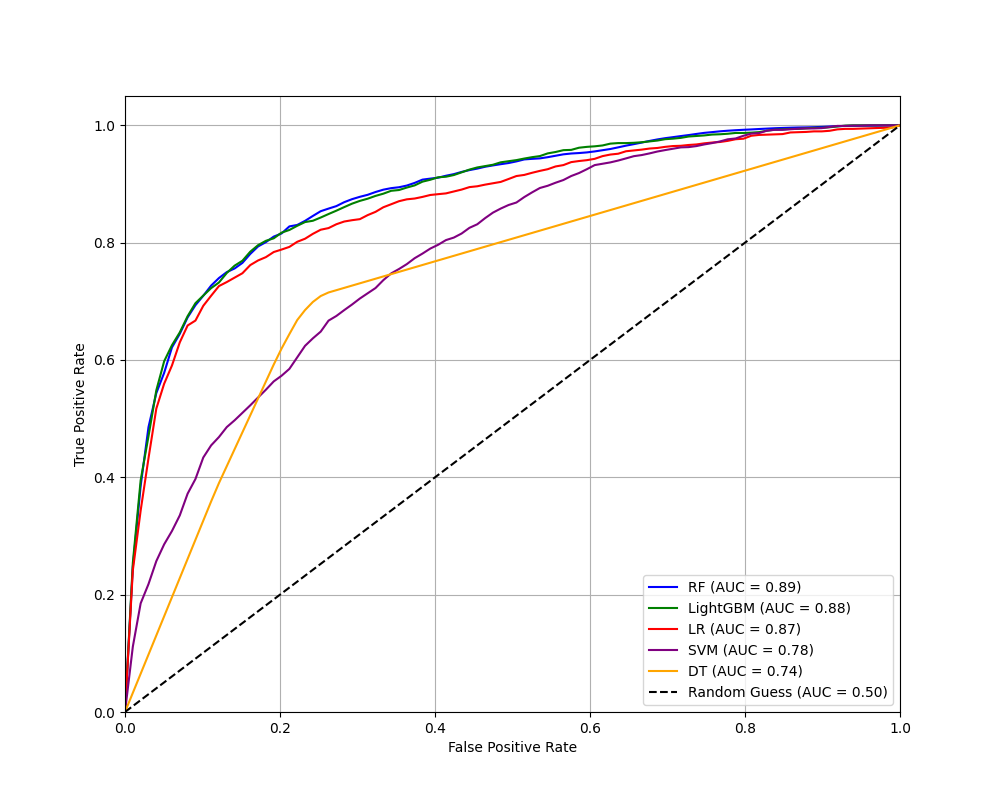 1.0
0.8
0.6
0.4
0.2
0.0
True Positive Rate
0.0 0.2 0.4 0.6 0.8 1.0
False Positive Rate
RF (AUC = 0.89)
LightGBM (AUC = 0.88)
LR (AUC = 0.87)
SVM (AUC = 0.78)
DT (AUC = 0.74)
Random Guess (AUC = 0.50)